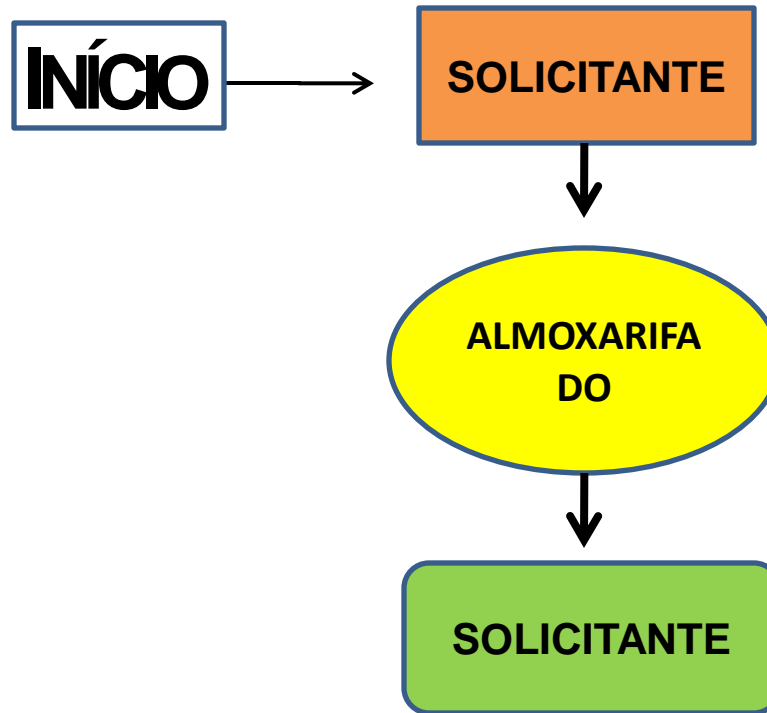 INÍCIO
SOLICITANTE
ALMOXARIFA
DO
SOLICITANTE